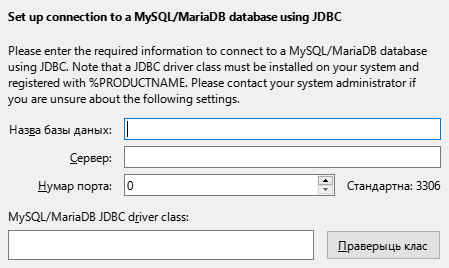 Set up connection to a MySQL/MariaDB database using JDBC
Please enter the required information to connect to a MySQL/MariaDB database
using JDBC. Note that a JDBC driver class must be installed on your system and
registered with %PRODUCTNAME. Please contact your system administrator if
you are unsure about the following settings.
Назва базы даных:
Сервер:
Нумар порта: 0 Стандартна: 3306
MySQL/MariaDB JDBC driver class:
Праверыць клас